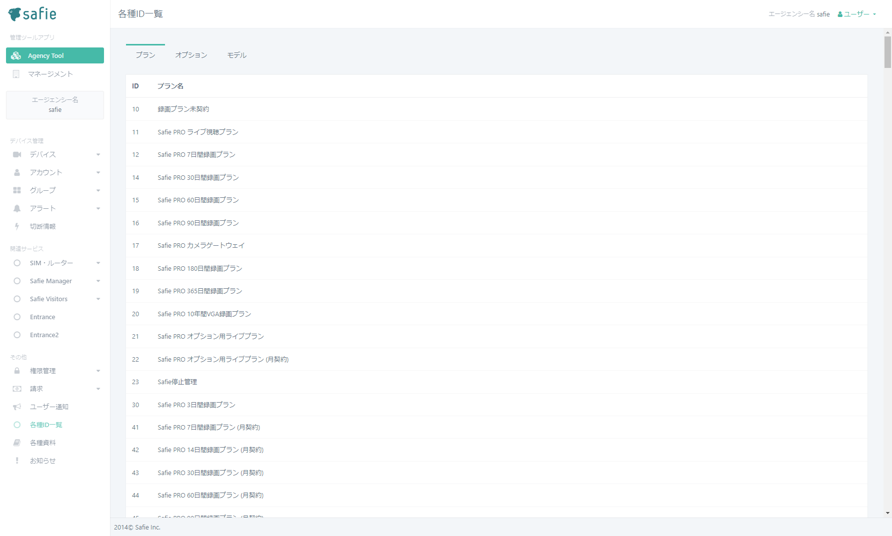 safie
管理ツールアプリ
Agency Tool
マネージメント
エージェンシー名
safie
デバイス管理
デバイス
アカウント
グループ
アラート
切断情報
関連サービス
SIM・ルーター
Safie Manager
Safie Visitors
Entrance
Entrance2
その他
権限管理
請求
ユーザー通知
各種ID一覧
各種資料
お知らせ
各種ID一覧
エージェンシー名 safie
ユーザー
プラン オプション モデル
ID プラン名
10 録画プラン未契約
11 Safie PRO ライブ視聴プラン
12 Safie PRO 7日間録画プラン
14 Safie PRO 30日間録画プラン
15 Safie PRO 60日間録画プラン
16 Safie PRO 90日間録画プラン
17 Safie PRO カメラゲートウェイ
18 Safie PRO 180日間録画プラン
19 Safie PRO 365日間録画プラン
20 Safie PRO 10年間VGA録画プラン
21 Safie PRO オプション用ライブプラン
22 Safie PRO オプション用ライブプラン (月契約)
23 Safie停止管理
30 Safie PRO 3日間録画プラン
41 Safie PRO 7日間録画プラン (月契約)
42 Safie PRO 14日間録画プラン (月契約)
43 Safie PRO 30日間録画プラン (月契約)
44 Safie PRO 60日間録画プラン (月契約)
2014© Safie Inc.